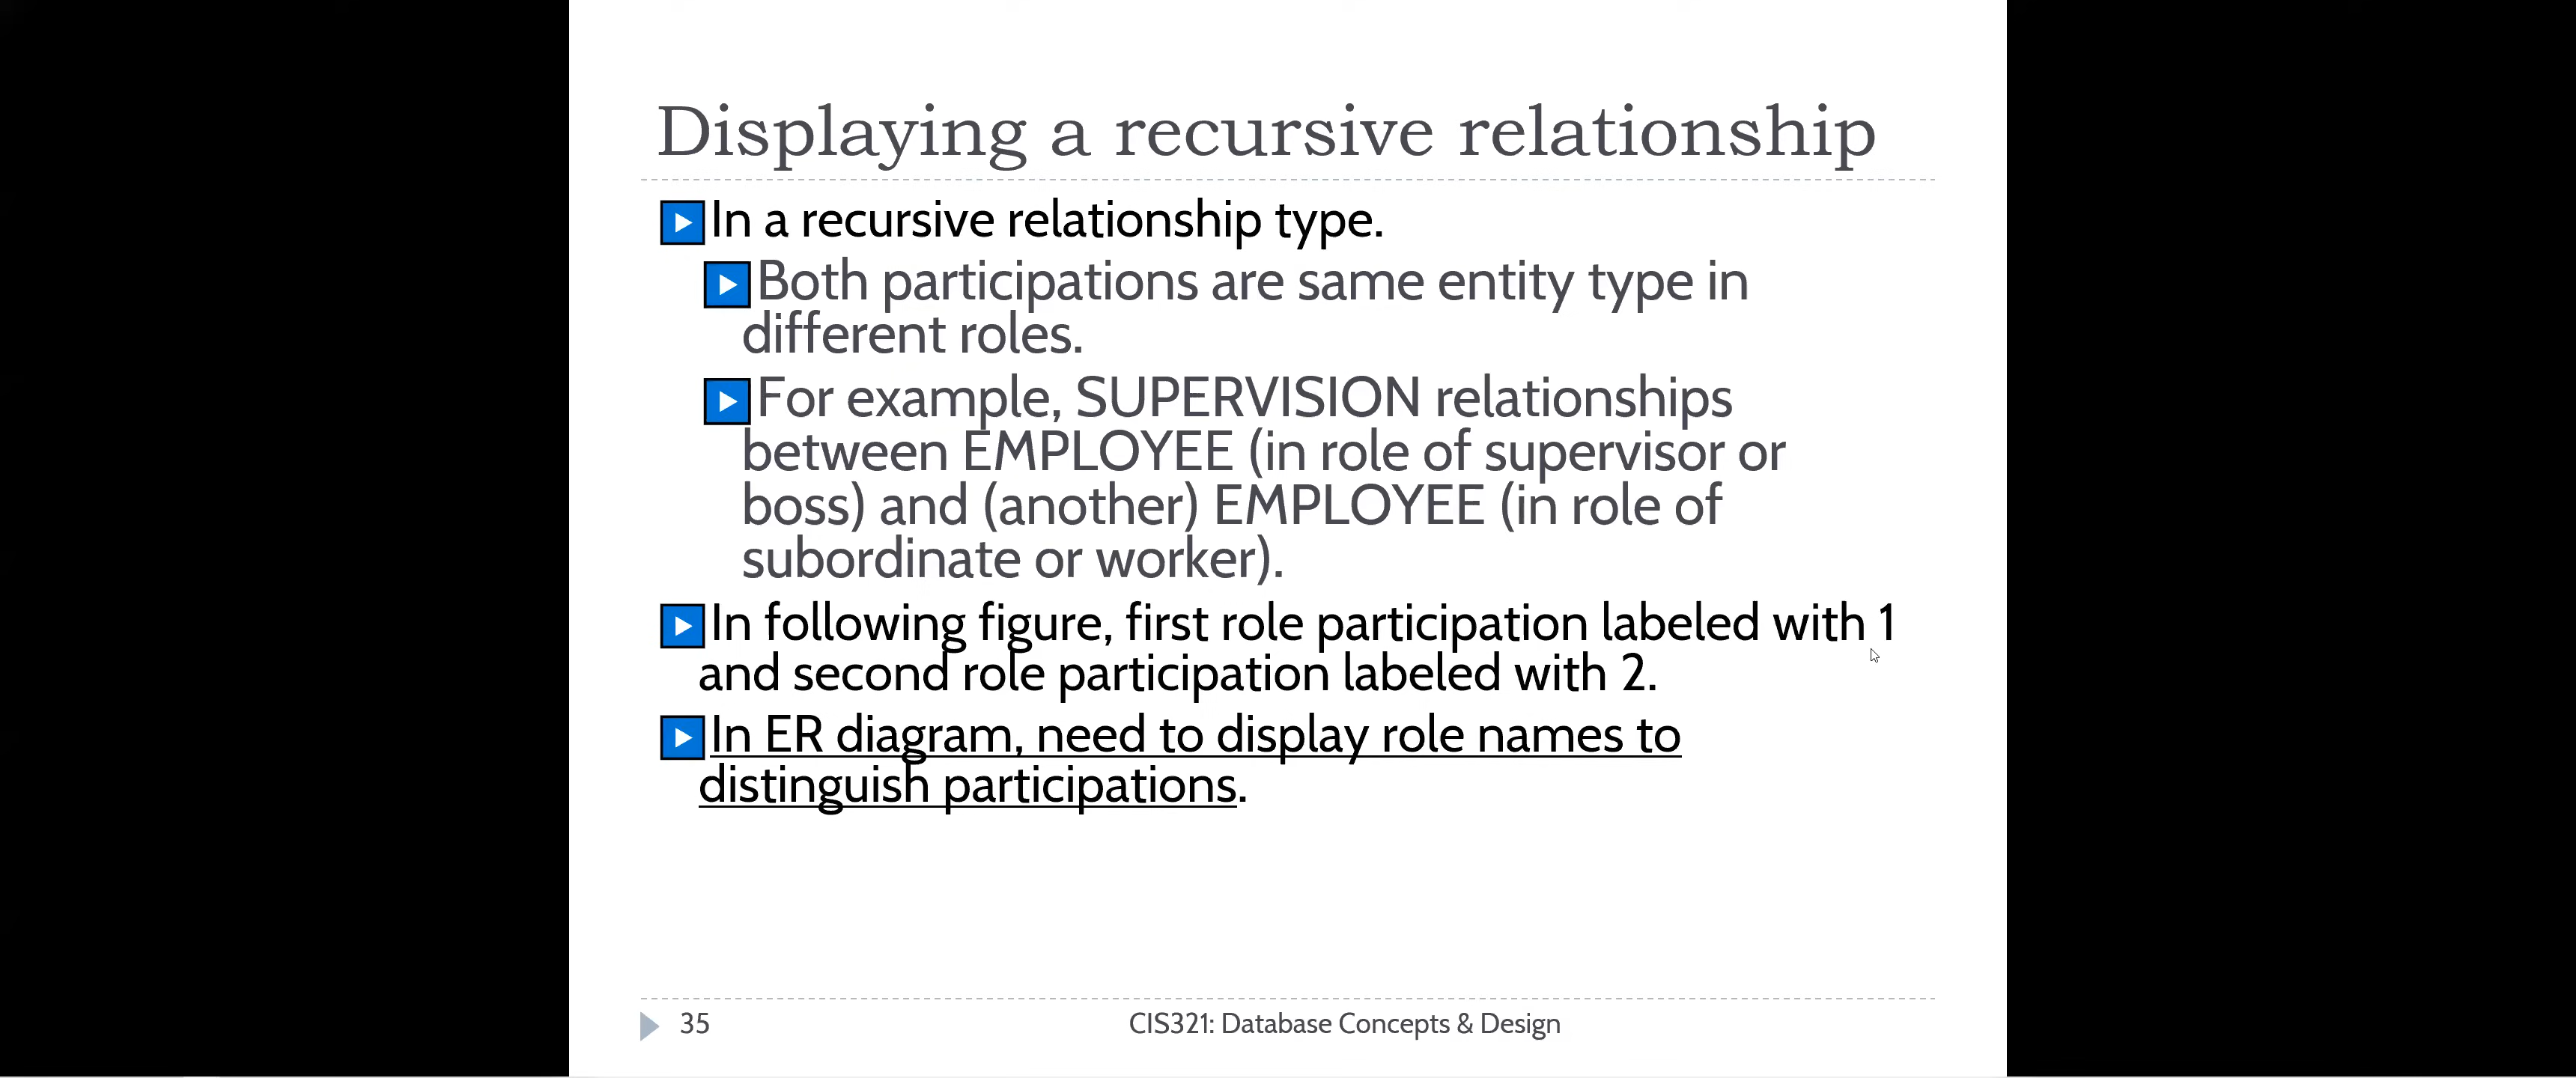 Displaying a recursive relationship
In a recursive relationship type.
Both participations are same entity type in
different roles.
For example, SUPERVISION relationships
between EMPLOYEE (in role of supervisor or
boss) and (another) EMPLOYEE (in role of
subordinate or worker).
In following figure, first role participation labeled with 1
and second role participation labeled with 2.
In ER diagram, need to display role names to
distinguish participations.
35
CIS321: Database Concepts & Design